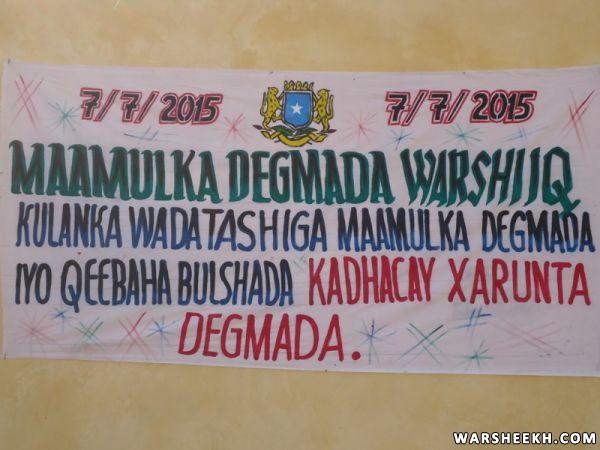 7/7/2015 7/7/2015
MAAMULKA DEGMADA WARSHIIQ
KULANKA WADATASHIGA MAAMULKA DEGMADA
IYO QEEBAHA BULSHADA KADHACAY XARUNTA
DEGMADA.
WARSHEEKH.COM